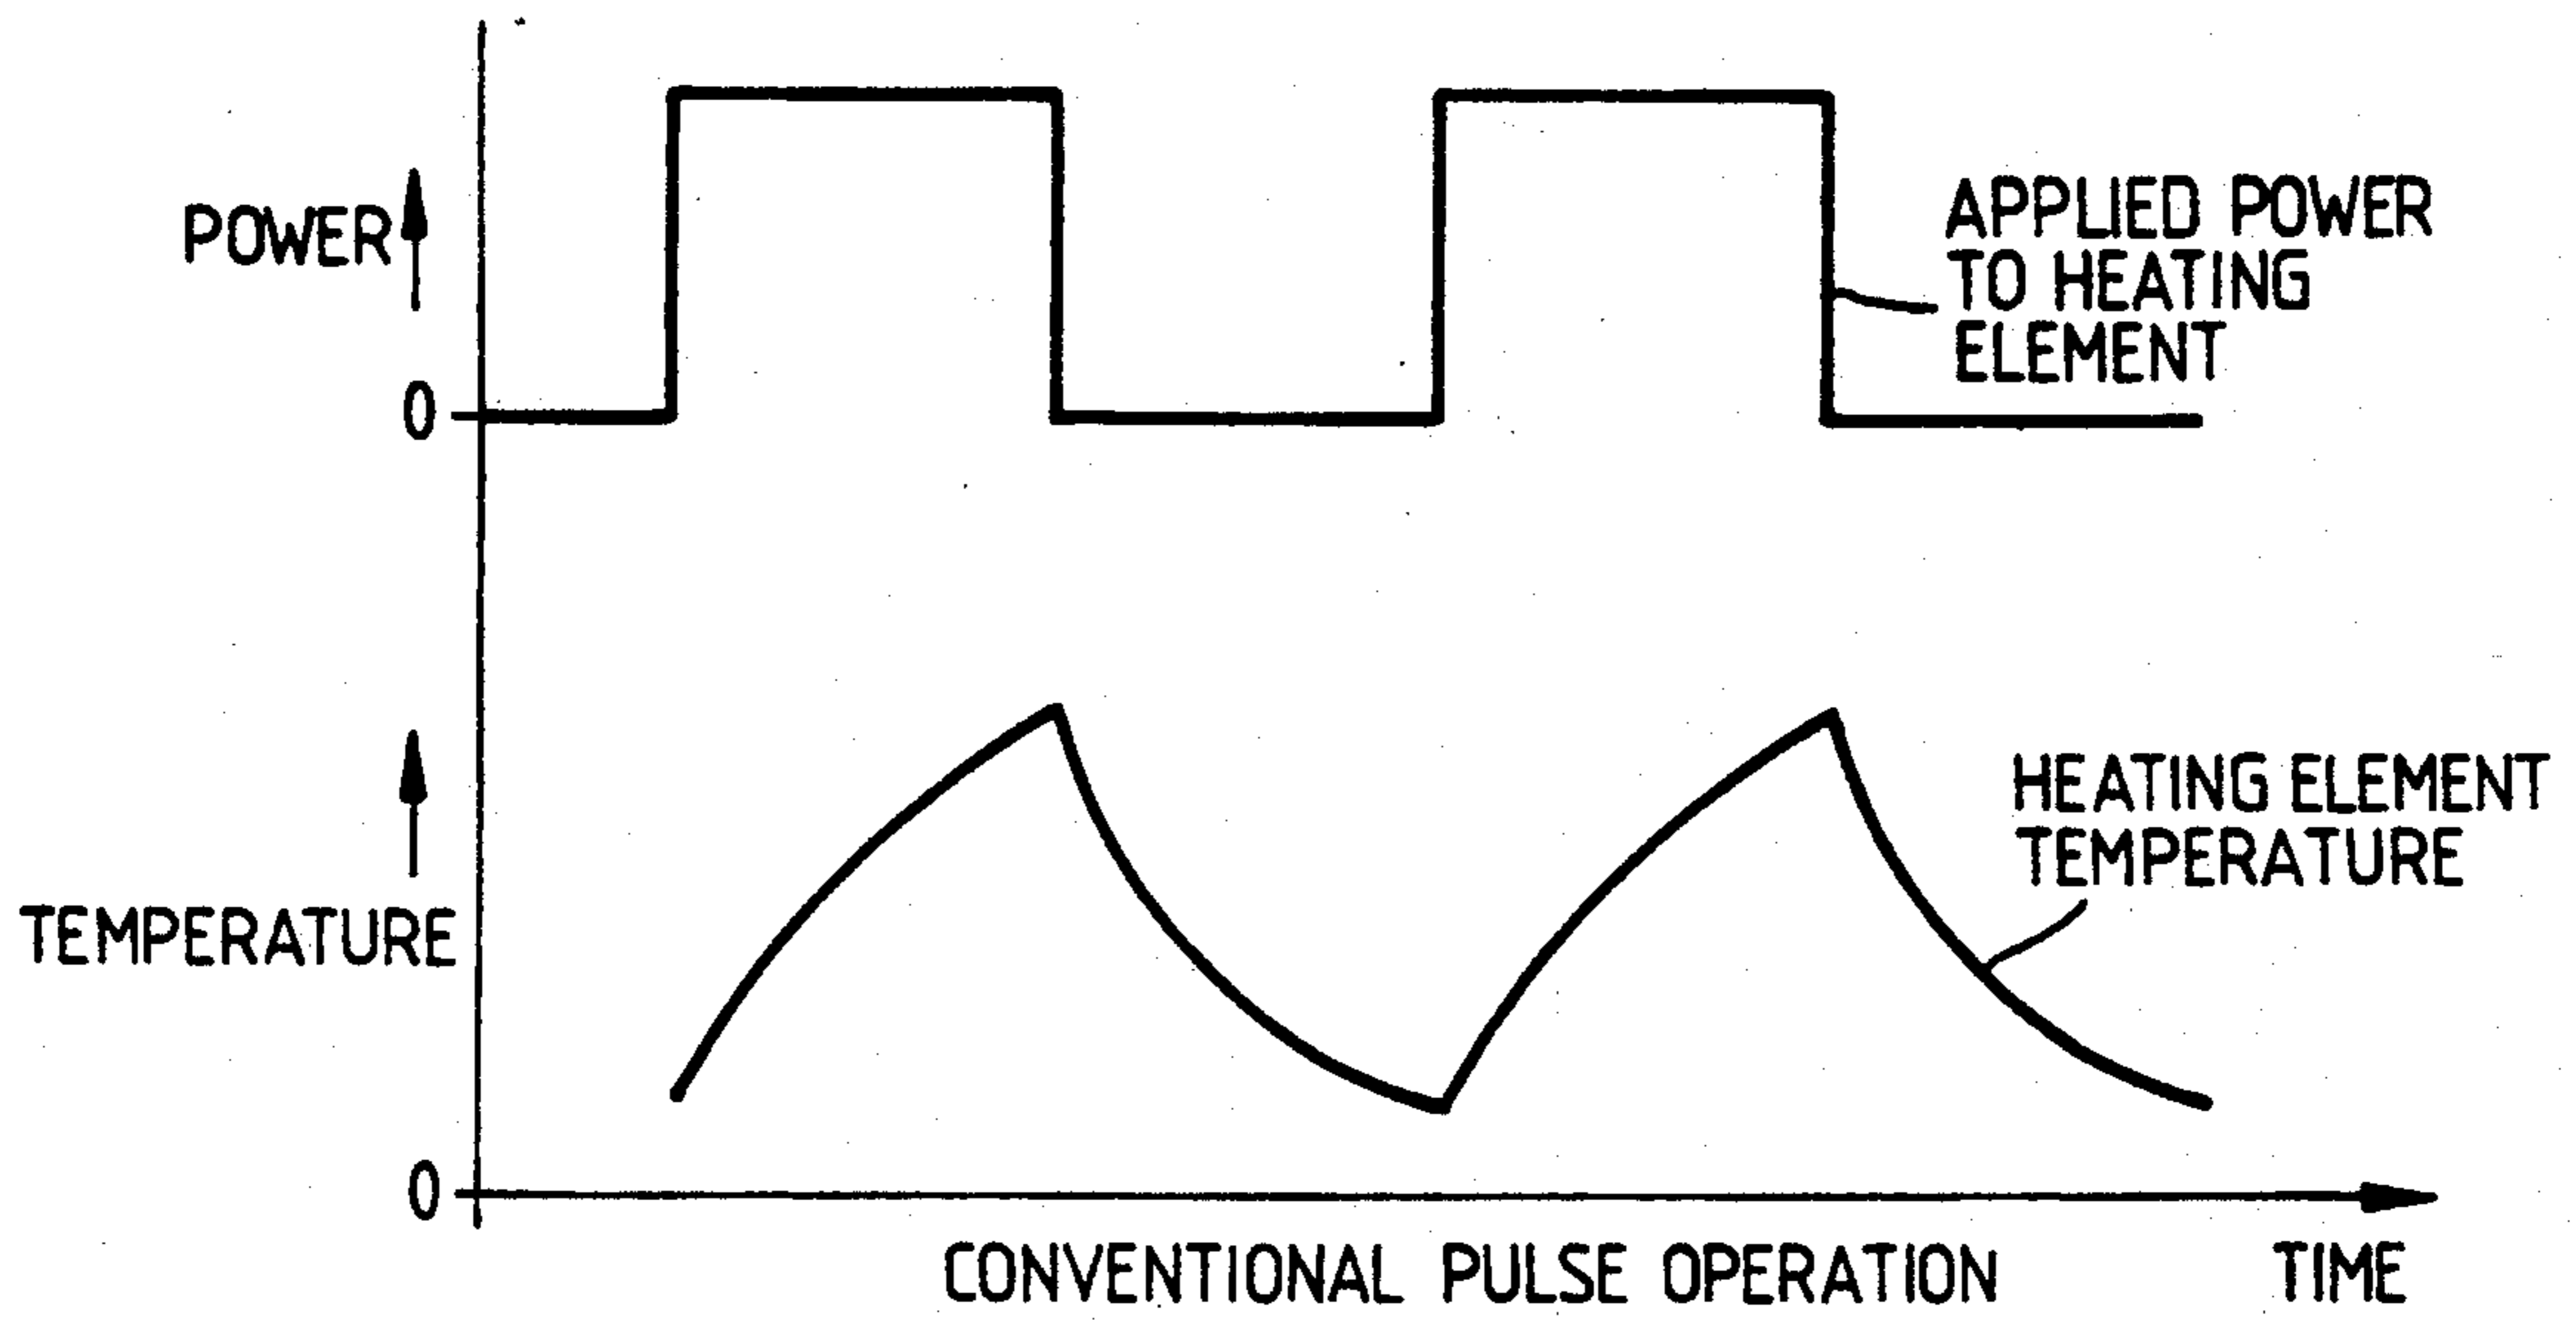 POWER
APPLIED POWER
TO HEATING
ELEMENT
0
HEATING ELEMENT
TEMPERATURE
TEMPERATURE
0
CONVENTIONAL PULSE OPERATION
TIME